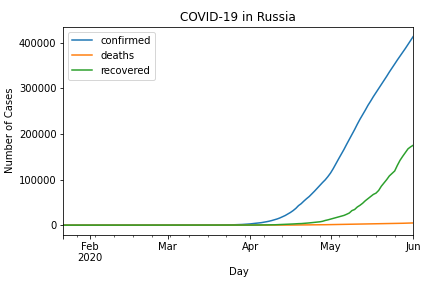 COVID-19 in Russia
confirmed
deaths
recovered
Number of Cases
400000
300000
200000
100000
0
Feb
2020
Mar
Apr
May
Jun
Day